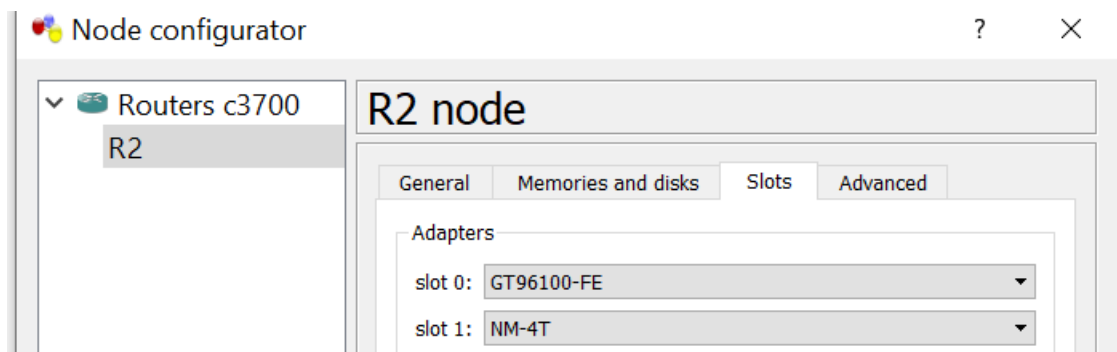 Node configurator ? ×
Routers c3700
R2
R2 node
General Memories and disks Slots Advanced
Adapters
slot 0: GT96100-FE
slot 1: NM-4T